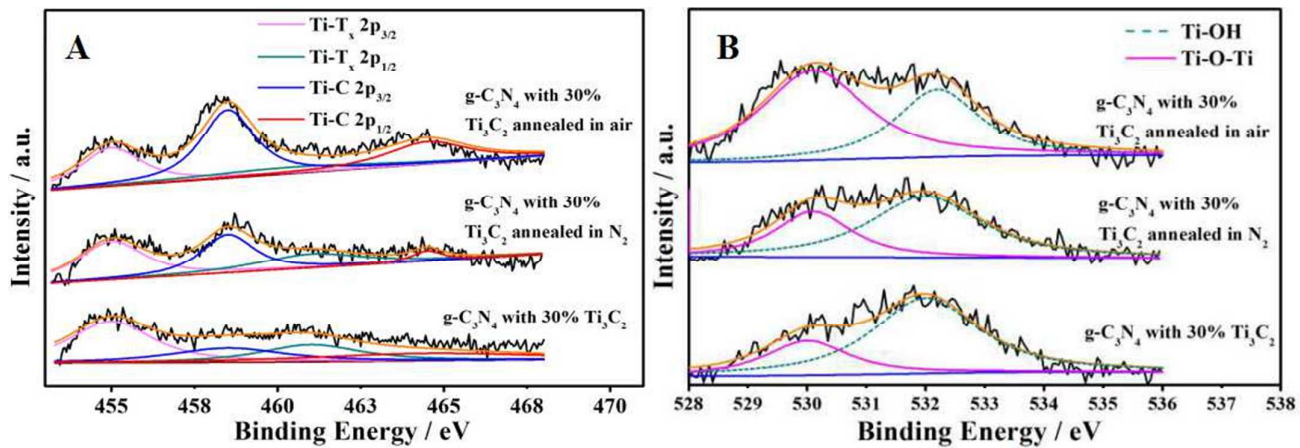 A
Ti-Tₓ 2p₃/₂
Ti-Tₓ 2p₁/₂
Ti-C 2p₃/₂
Ti-C 2p₁/₂
g-C₃N₄ with 30%
Ti₃C₂ annealed in air
g-C₃N₄ with 30%
Ti₃C₂ annealed in N₂
g-C₃N₄ with 30% Ti₃C₂
Intensity / a.u.
455 458 460 463 465 468 470
Binding Energy / eV
B
Ti-OH
Ti-O-Ti
g-C₃N₄ with 30%
Ti₃C₂ annealed in air
g-C₃N₄ with 30%
Ti₃C₂ annealed in N₂
g-C₃N₄ with 30% Ti₃C₂
Intensity / a.u.
528 529 530 531 532 533 534 535 536 537 538
Binding Energy / eV